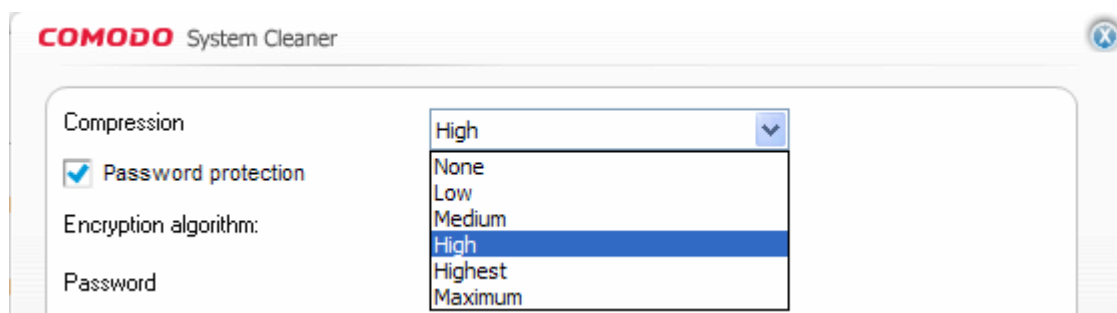 COMODO System Cleaner
Compression
High
Password protection
None
Low
Medium
Encryption algorithm:
High
Highest
Password
Maximum